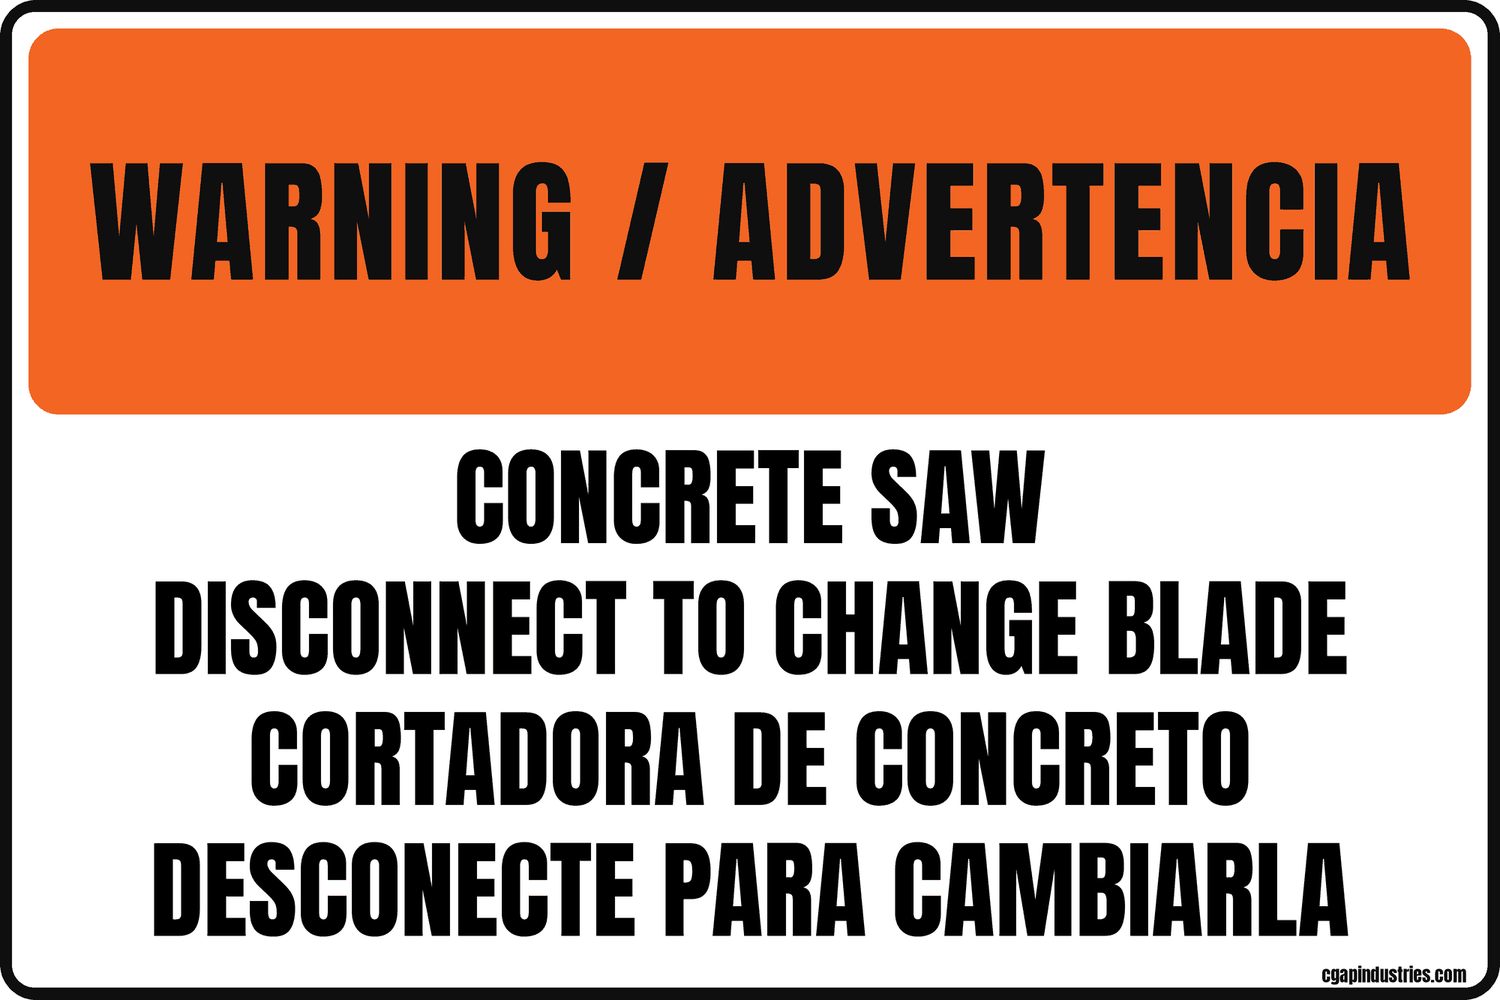 WARNING / ADVERTENCIA
CONCRETE SAW
DISCONNECT TO CHANGE BLADE
CORTADORA DE CONCRETO
DESCONECTE PARA CAMBIARLA
cgapindustries.com